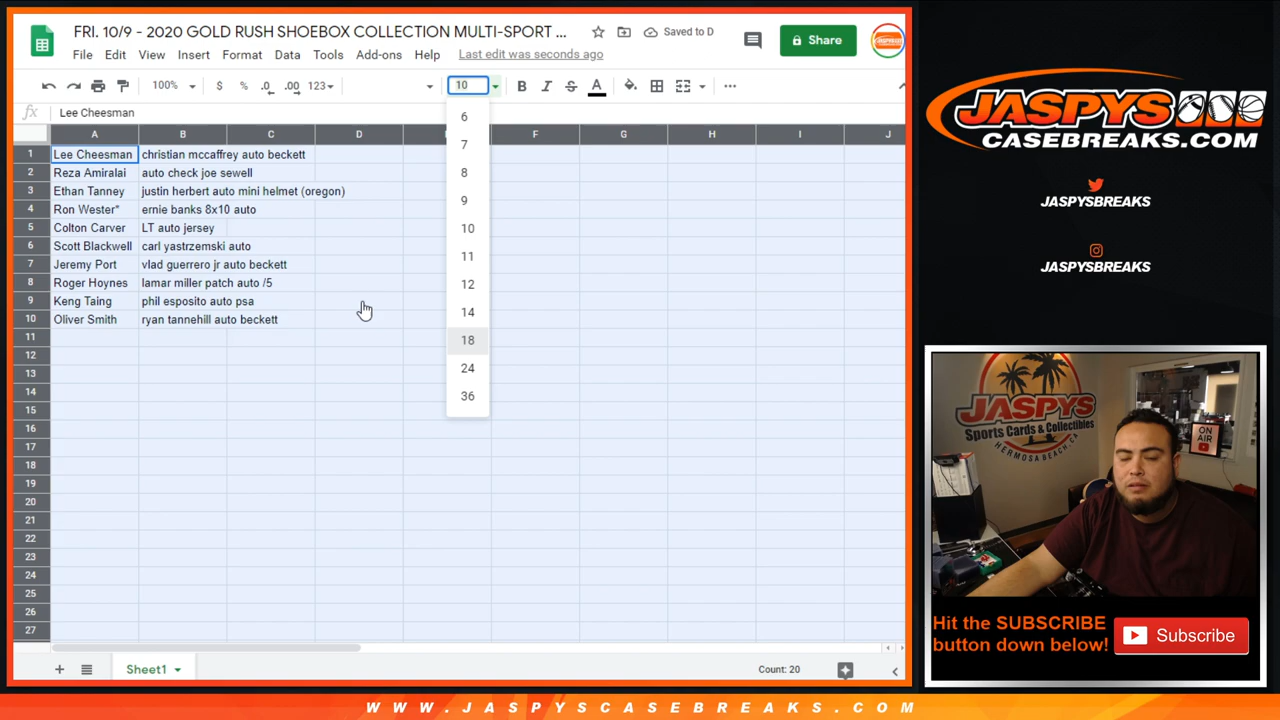 FRI. 10/9 - 2020 GOLD RUSH SHOEBOX COLLECTION MULTI-SPORT ...
Saved to D
Share
File Edit View Insert Format Data Tools Add-ons Help Last edit was seconds ago
100% $ % .0 .00 123 10 B I S A
fx Lee Cheesman
A B C D F G H I J
1 Lee Cheesman christian mccaffrey auto beckett
2 Reza Amiralai auto check joe sewell
3 Ethan Tanney justin herbert auto mini helmet (oregon)
4 Ron Wester* ernie banks 8x10 auto
5 Colton Carver LT auto jersey
6 Scott Blackwell carl yastrzemski auto
7 Jeremy Port vlad guerrero jr auto beckett
8 Roger Hoynes lamar miller patch auto /5
9 Keng Taing phil esposito auto psa
10 Oliver Smith ryan tannehill auto beckett
11
12
13
14
15
16
17
18
19
20
21
22
23
24
25
26
27
6
7
8
9
10
11
12
14
18
24
36
Sheet1
Count: 20
JASPYS
CASEBREAKS.COM
JASPYSBREAKS
JASPYSBREAKS
JASPYS
Sports Cards & Collectibles
HERMOSA BEACH, CA
ON
AIR
Hit the SUBSCRIBE
button down below!
Subscribe
WWW.JASPYSCASEBREAKS.COM